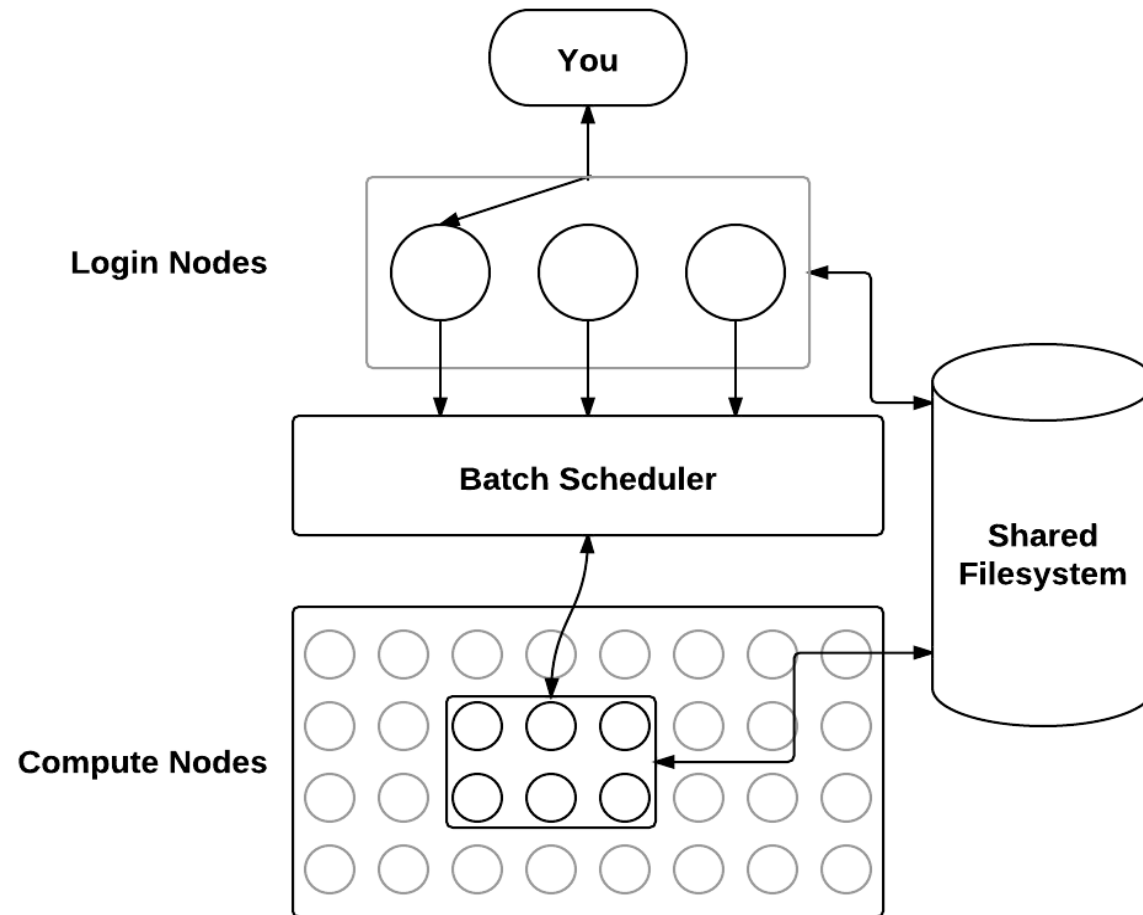 You
Login Nodes
Batch Scheduler
Shared
Filesystem
Compute Nodes